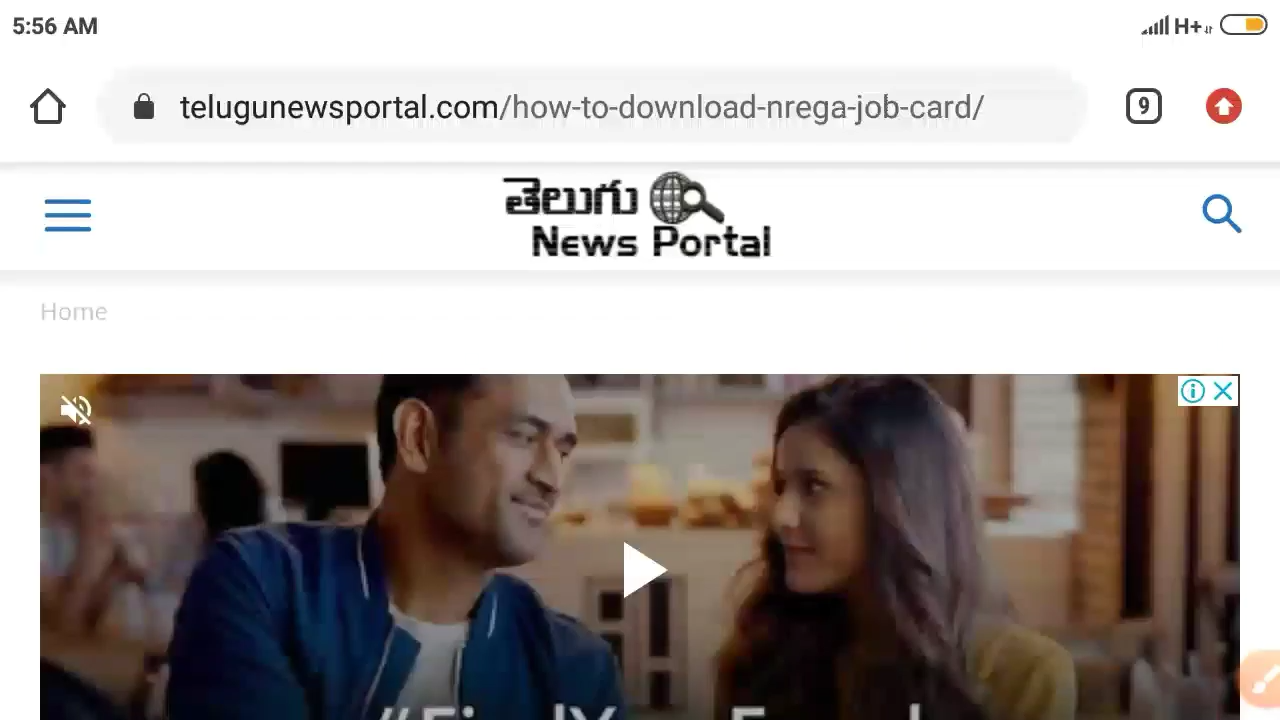 5:56 AM
H+
telugunewsportal.com/how-to-download-nrega-job-card/
9
తెలుగు
News Portal
Home